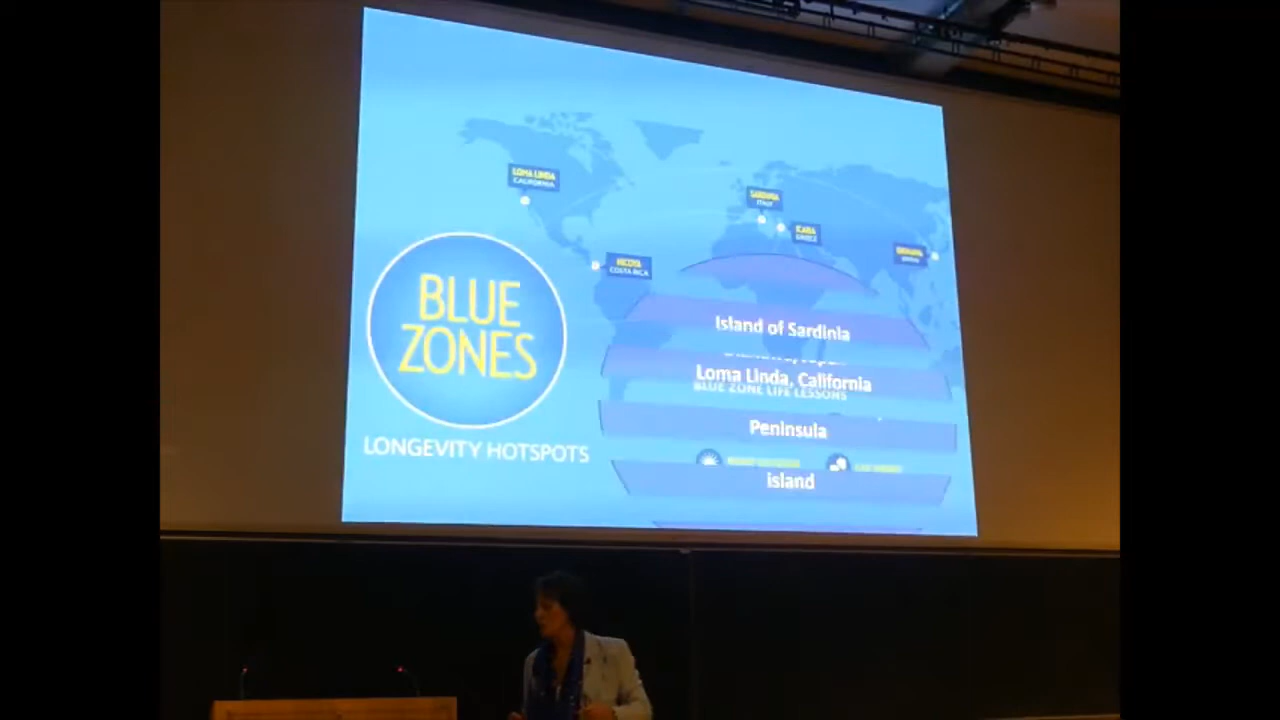 LOMA LINDA
CALIFORNIA
SARDINIA
ITALY
IKARIA
GREECE
OKINAWA
JAPAN
NICOYA
COSTA RICA
BLUE
ZONES
LONGEVITY HOTSPOTS
Island of Sardinia
Loma Linda, California
BLUE ZONE LIFE LESSONS
Peninsula
island